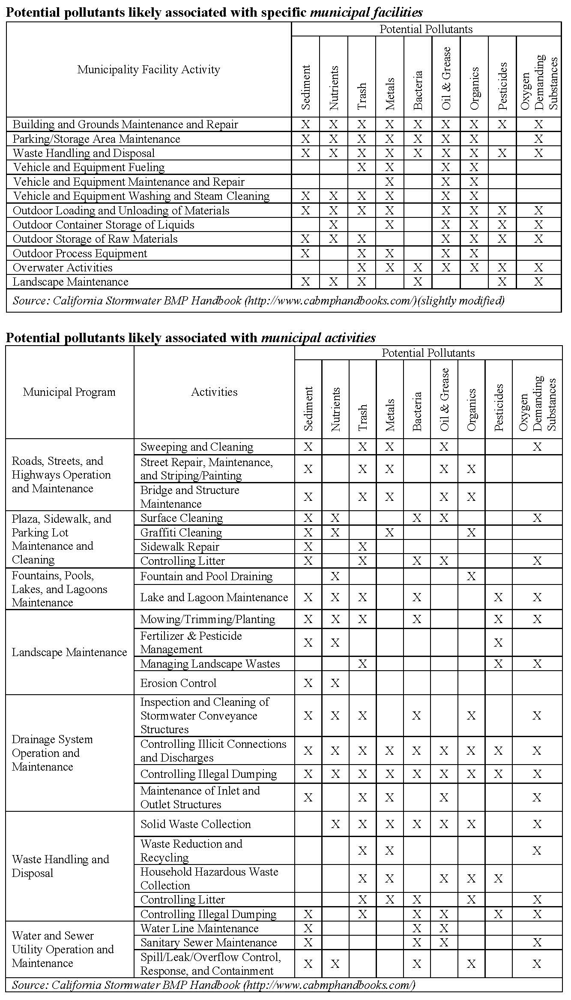 Potential pollutants likely associated with specific municipal facilities
Municipality Facility Activity
Potential Pollutants
Sediment
Nutrients
Trash
Metals
Bacteria
Oil & Grease
Organics
Pesticides
Oxygen
Demanding
Substances
Building and Grounds Maintenance and Repair X X X X X X X X X
Parking/Storage Area Maintenance X X X X X X X X
Waste Handling and Disposal X X X X X X X X X
Vehicle and Equipment Fueling X X X X
Vehicle and Equipment Maintenance and Repair X X X
Vehicle and Equipment Washing and Steam Cleaning X X X X X X
Outdoor Loading and Unloading of Materials X X X X X X X X
Outdoor Container Storage of Liquids X X X X X X
Outdoor Storage of Raw Materials X X X X X X X
Outdoor Process Equipment X X X X X
Overwater Activities X X X X X X X
Landscape Maintenance X X X X X X
Source: California Stormwater BMP Handbook (http://www.cabmphandbooks.com/)(slightly modified)
Potential pollutants likely associated with municipal activities
Municipal Program
Activities
Potential Pollutants
Sediment
Nutrients
Trash
Metals
Bacteria
Oil & Grease
Organics
Pesticides
Oxygen
Demanding
Substances
Roads, Streets, and
Highways Operation
and Maintenance
Sweeping and Cleaning X X X X X
Street Repair, Maintenance,
and Striping/Painting X X X X X
Bridge and Structure
Maintenance X X X X X
Plaza, Sidewalk, and
Parking Lot
Maintenance and
Cleaning
Surface Cleaning X X X X X
Graffiti Cleaning X X X X
Sidewalk Repair X X
Controlling Litter X X X X X
Fountains, Pools,
Lakes, and Lagoons
Maintenance
Fountain and Pool Draining X X
Lake and Lagoon Maintenance X X X X X X
Landscape Maintenance
Mowing/Trimming/Planting X X X X X X
Fertilizer & Pesticide
Management X X X
Managing Landscape Wastes X X X
Erosion Control X X
Drainage System
Operation and
Maintenance
Inspection and Cleaning of
Stormwater Conveyance
Structures X X X X X X
Controlling Illicit Connections
and Discharges X X X X X X X X X
Controlling Illegal Dumping X X X X X X X X X
Maintenance of Inlet and
Outlet Structures X X X X X
Waste Handling and
Disposal
Solid Waste Collection X X X X X X X
Waste Reduction and
Recycling X X X
Household Hazardous Waste
Collection X X X X X
Controlling Litter X X X X X
Controlling Illegal Dumping X X X X X X
Water and Sewer
Utility Operation and
Maintenance
Water Line Maintenance X X X
Sanitary Sewer Maintenance X X X X
Spill/Leak/Overflow Control,
Response, and Containment X X X X X
Source: California Stormwater BMP Handbook (http://www.cabmphandbooks.com/)